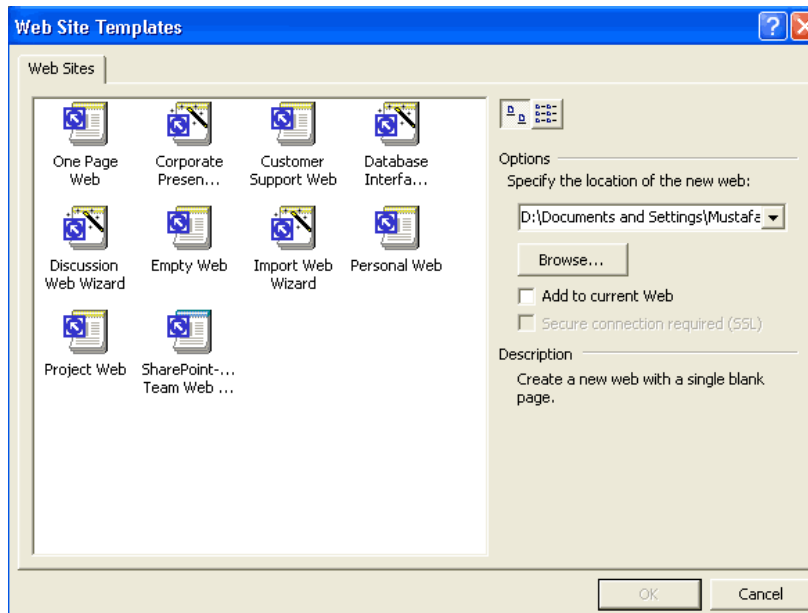 Web Site Templates
Web Sites
One Page
Web
Corporate
Presen...
Customer
Support Web
Database
Interfa...
Discussion
Web Wizard
Empty Web
Import Web
Wizard
Personal Web
Project Web
SharePoint-...
Team Web ...
Options
Specify the location of the new web:
D:\Documents and Settings\Mustafa
Browse...
Add to current Web
Secure connection required (SSL)
Description
Create a new web with a single blank
page.
OK
Cancel